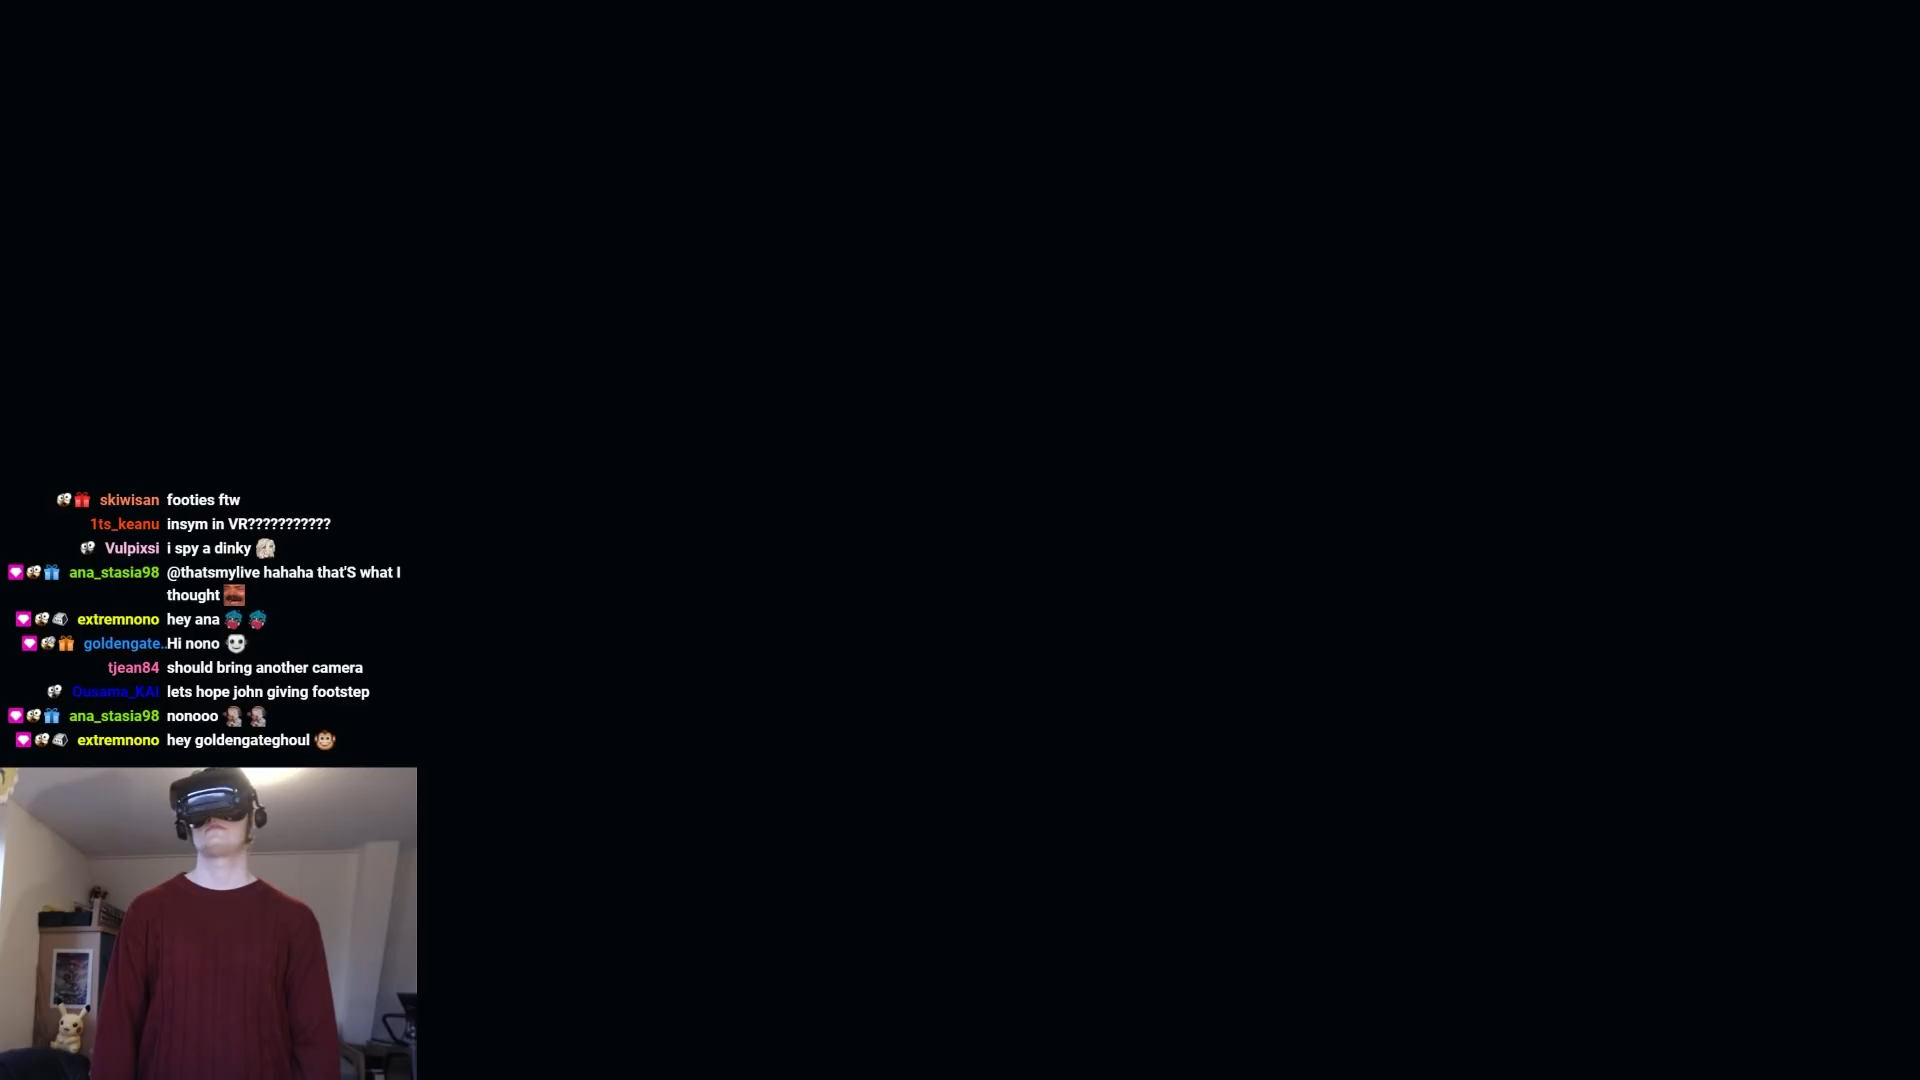 skiwisan footies ftw
1ts_keanu insym in VR???????????
Vulpixsi i spy a dinky
ana_stasia98 @thatsmylive hahaha that'S what I
thought
extremnono hey ana
goldengate.. Hi nono
tjean84 should bring another camera
Ousama_KAI lets hope john giving footstep
ana_stasia98 nonooo
extremnono hey goldengateghoul